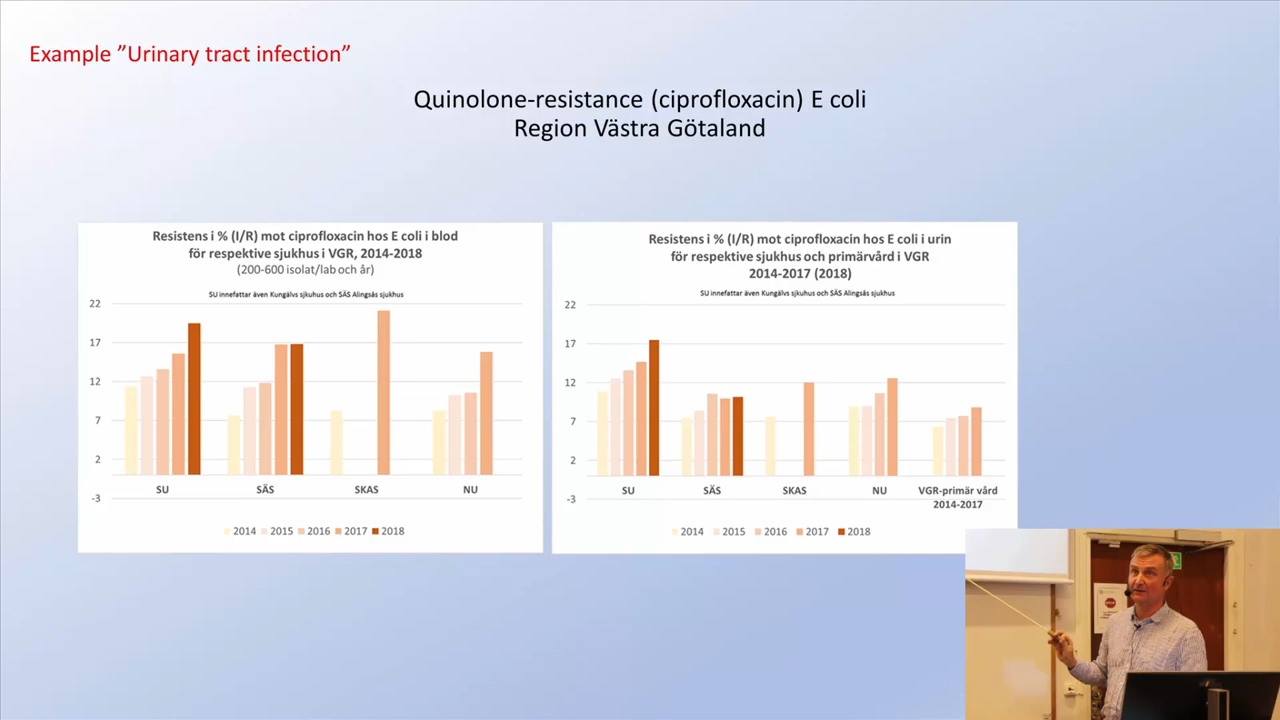 Example ”Urinary tract infection”
Quinolone-resistance (ciprofloxacin) E coli
Region Västra Götaland
Resistens i % (I/R) mot ciprofloxacin hos E coli i blod
för respektive sjukhus i VGR, 2014-2018
(200-600 isolat/lab och år)
SU innefattar även Kungälvs sjkuhus och SÄS Alingsås sjukhus
22
17
12
7
2
-3
SU SÄS SKAS NU
2014 2015 2016 2017 2018
Resistens i % (I/R) mot ciprofloxacin hos E coli i urin
för respektive sjukhus och primärvård i VGR
2014-2017 (2018)
SU innefattar även Kungälvs sjkuhus och SÄS Alingsås sjukhus
22
17
12
7
2
-3
SU SÄS SKAS NU VGR-primär vård
2014-2017
2014 2015 2016 2017 2018